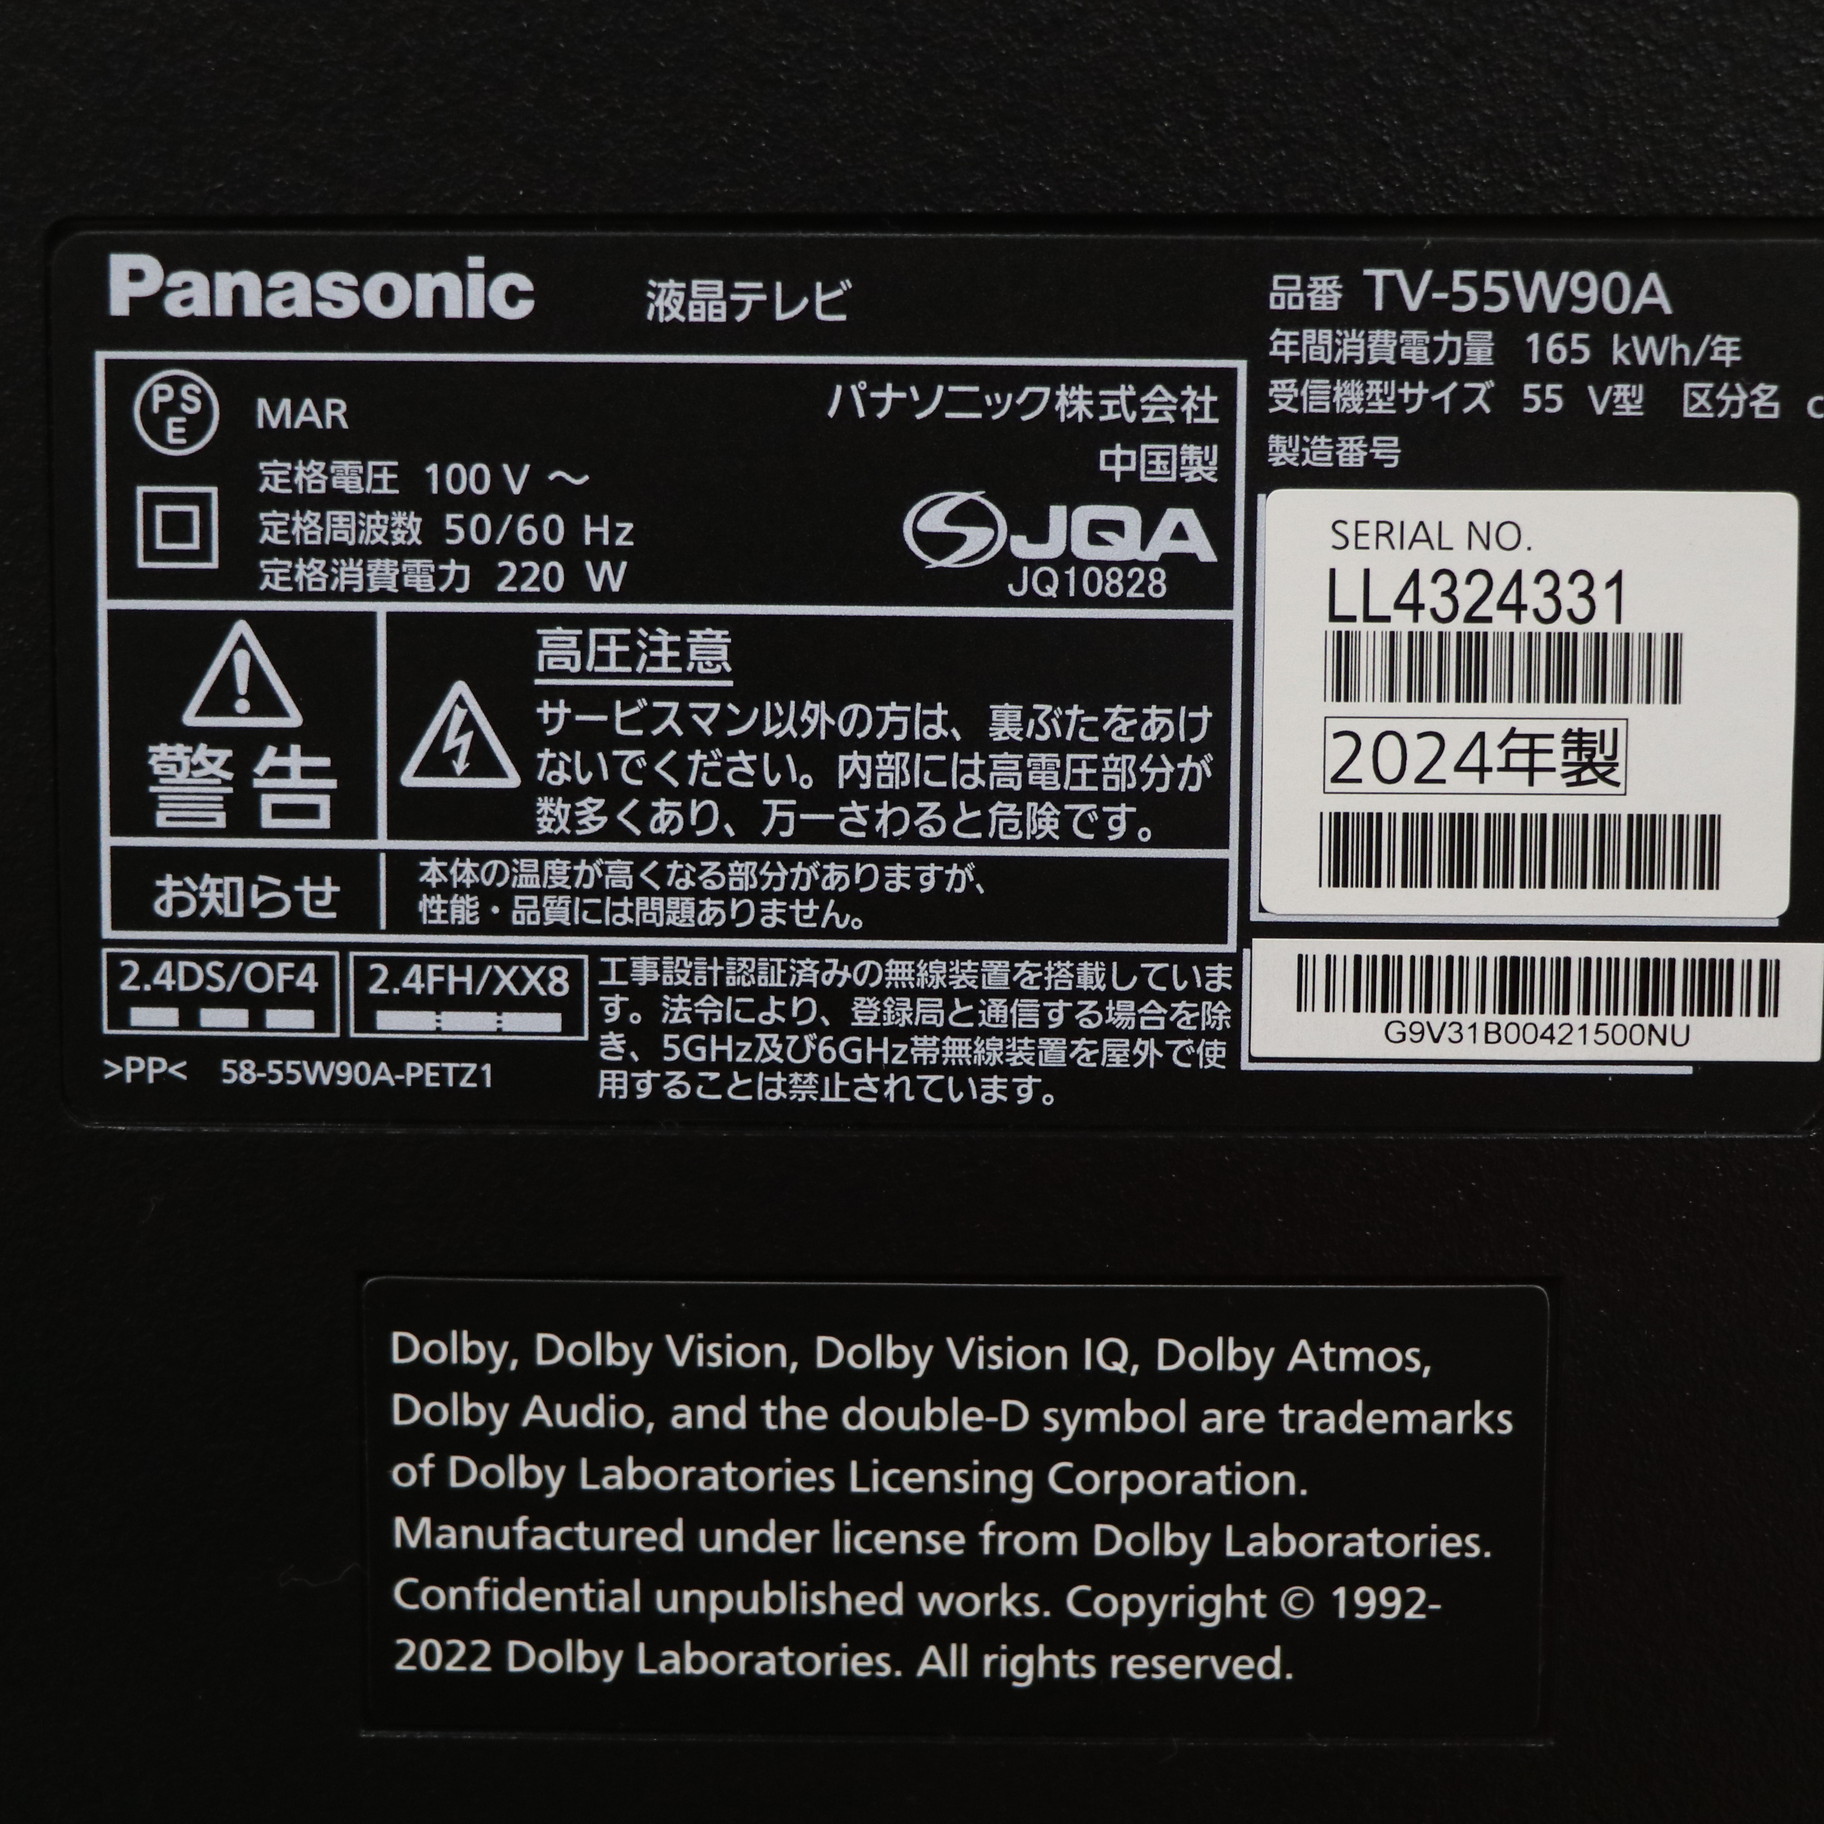 Panasonic 液晶テレビ
PSE MAR
パナソニック株式会社
中国製
定格電圧 100 V ～
定格周波数 50/60 Hz
定格消費電力 220 W
JQA
JQ10828
警告
高圧注意
サービスマン以外の方は、裏ぶたをあけ
ないでください。内部には高電圧部分が
数多くあり、万一さわると危険です。
お知らせ
本体の温度が高くなる部分がありますが、
性能・品質には問題ありません。
2.4DS/OF4
2.4FH/XX8
>PP< 58-55W90A-PETZ1
工事設計認証済みの無線装置を搭載していま
す。法令により、登録局と通信する場合を除
き、5GHz及び6GHz帯無線装置を屋外で使
用することは禁止されています。
品番 TV-55W90A
年間消費電力量 165 kWh/年
受信機型サイズ 55 V型 区分名
製造番号
SERIAL NO.
LL4324331
2024年製
G9V31B00421500NU
Dolby, Dolby Vision, Dolby Vision IQ, Dolby Atmos,
Dolby Audio, and the double-D symbol are trademarks
of Dolby Laboratories Licensing Corporation.
Manufactured under license from Dolby Laboratories.
Confidential unpublished works. Copyright © 1992-
2022 Dolby Laboratories. All rights reserved.